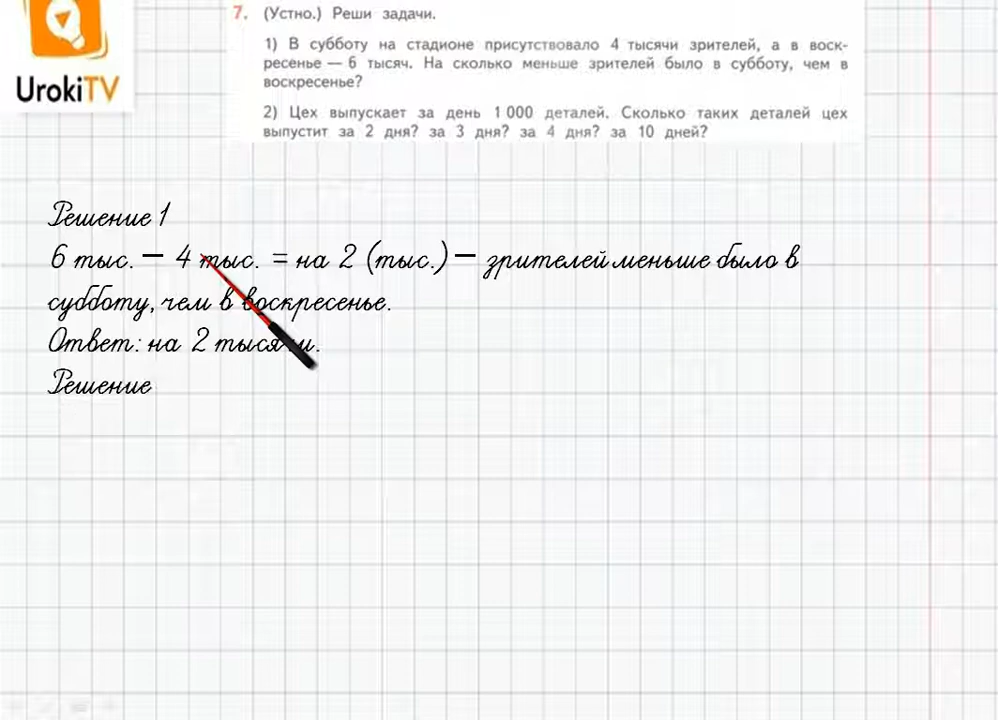 UrokiTV
7. (Устно.) Реши задачи.
1) В субботу на стадионе присутствовало 4 тысячи зрителей, а в воск-
ресенье — 6 тысяч. На сколько меньше зрителей было в субботу, чем в
воскресенье?
2) Цех выпускает за день 1 000 деталей. Сколько таких деталей цех
выпустит за 2 дня? за 3 дня? за 4 дня? за 10 дней?
Решение 1
6 тыс. — 4 тыс. = на 2 (тыс.) — зрителей меньше было в
субботу, чем в воскресенье.
Ответ: на 2 тысячи.
Решение